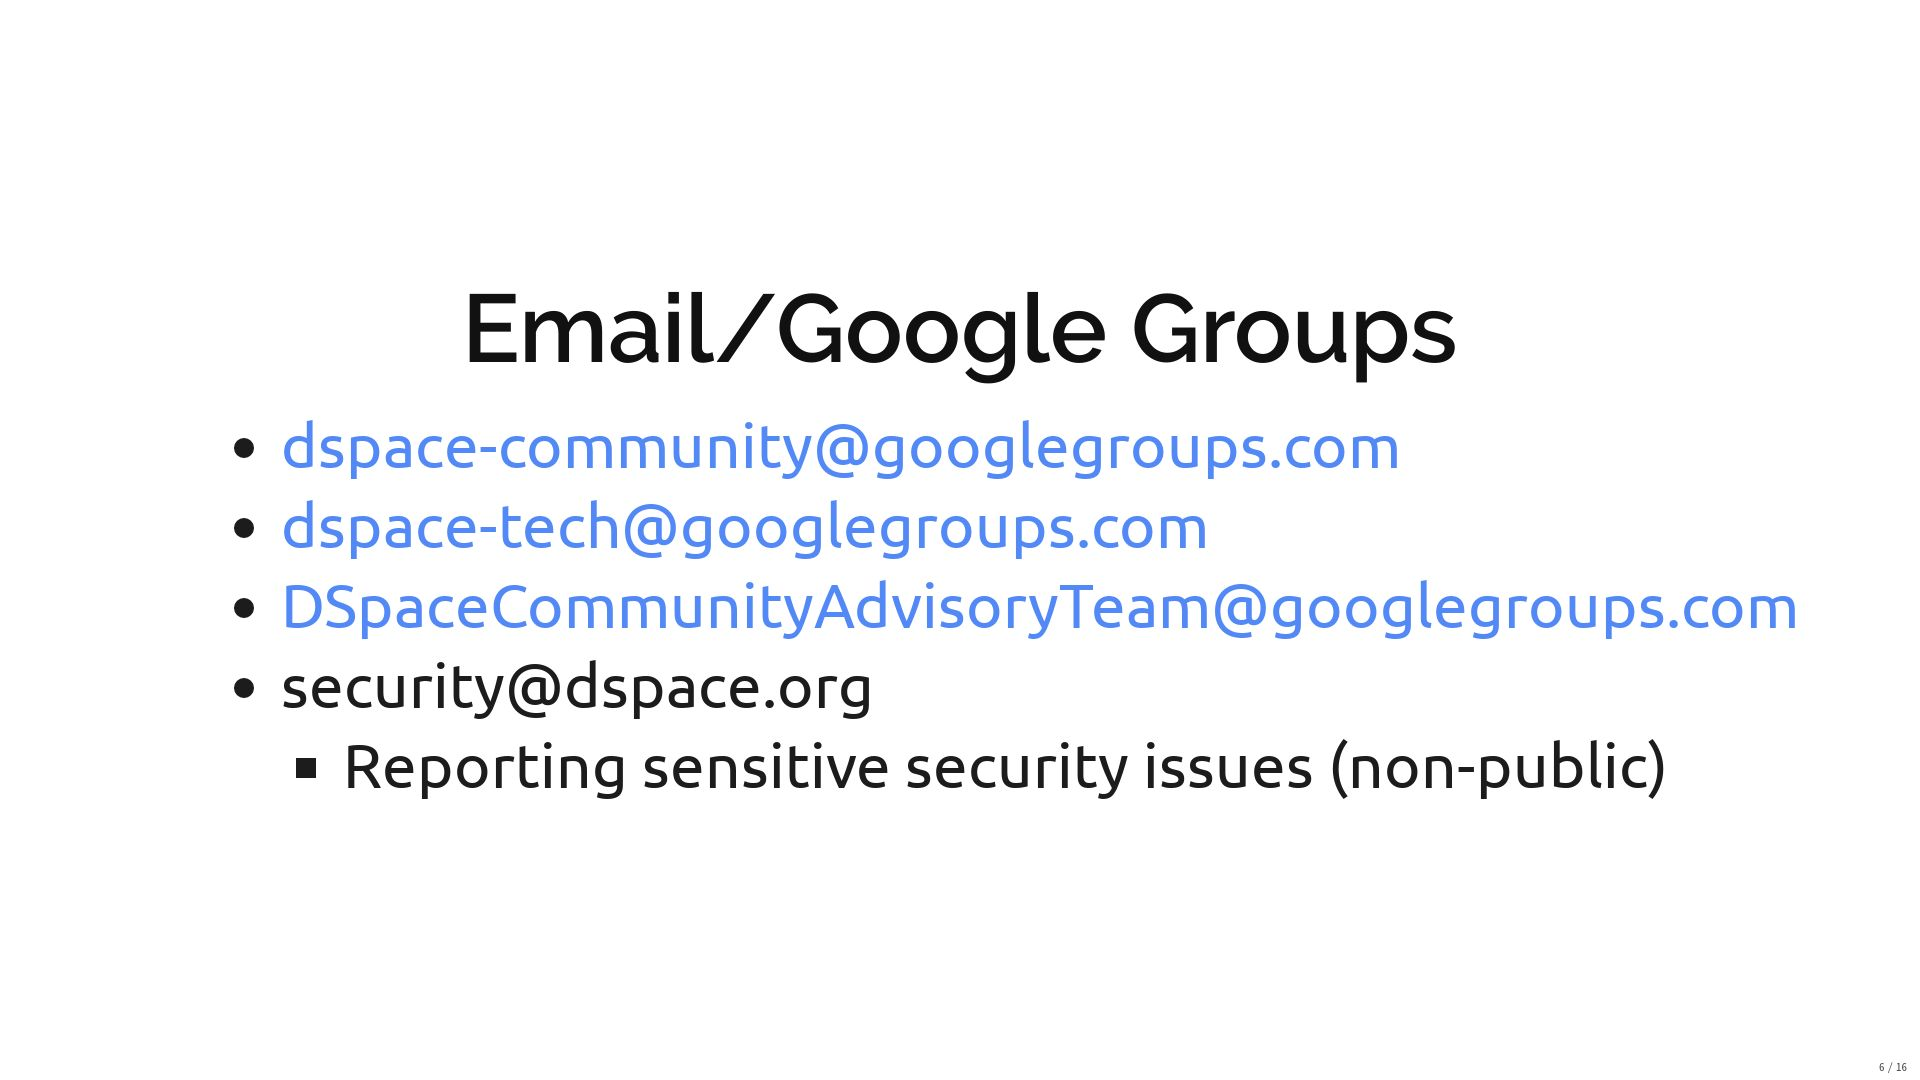 Email/Google Groups
dspace-community@googlegroups.com
dspace-tech@googlegroups.com
DSpaceCommunityAdvisoryTeam@googlegroups.com
security@dspace.org
Reporting sensitive security issues (non-public)
6 / 16